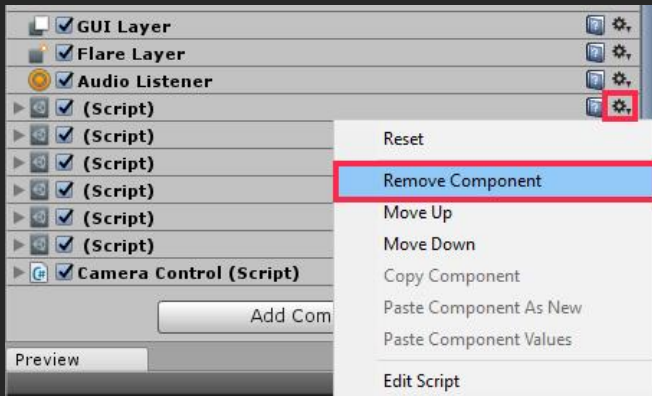 GUI Layer
Flare Layer
Audio Listener
(Script)
(Script)
(Script)
(Script)
(Script)
(Script)
Camera Control (Script)
Add Com
Preview
Reset
Remove Component
Move Up
Move Down
Copy Component
Paste Component As New
Paste Component Values
Edit Script